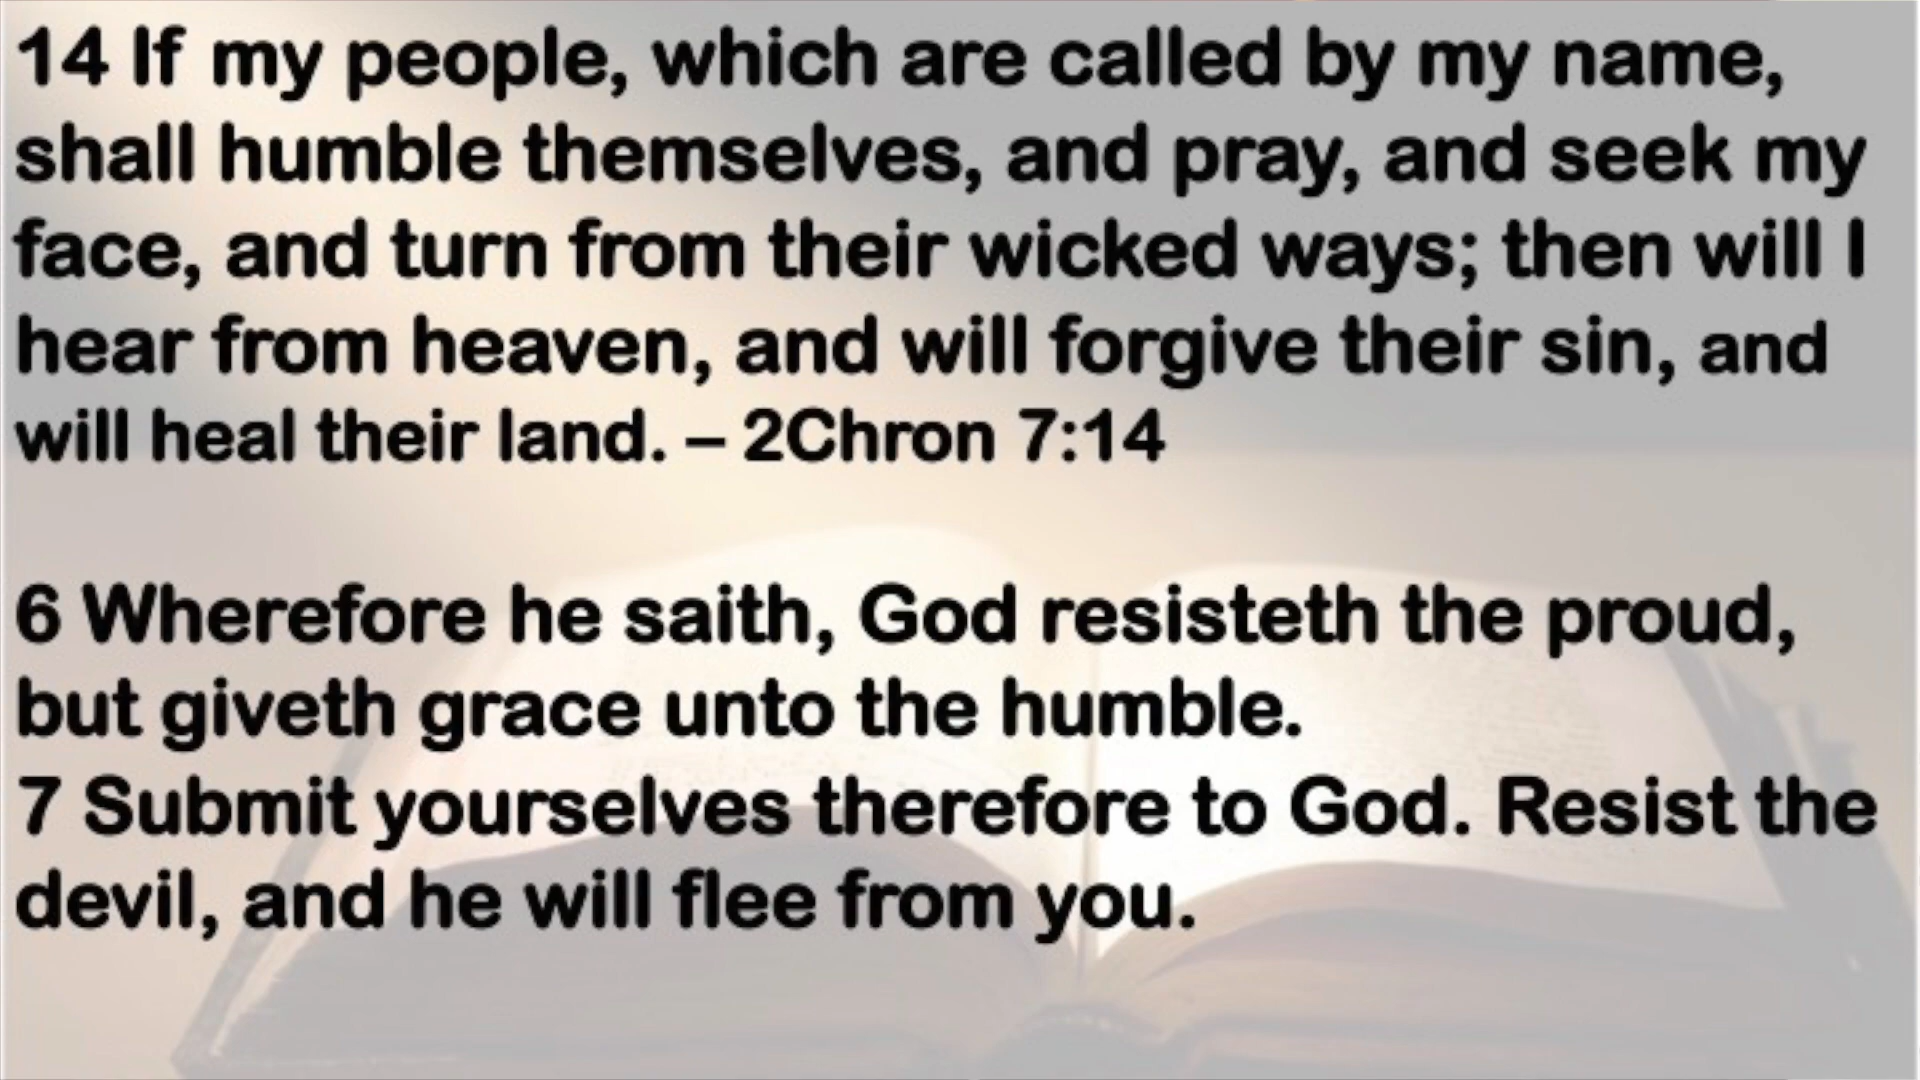 14 If my people, which are called by my name,
shall humble themselves, and pray, and seek my
face, and turn from their wicked ways; then will I
hear from heaven, and will forgive their sin, and
will heal their land. – 2Chron 7:14
6 Wherefore he saith, God resisteth the proud,
but giveth grace unto the humble.
7 Submit yourselves therefore to God. Resist the
devil, and he will flee from you.